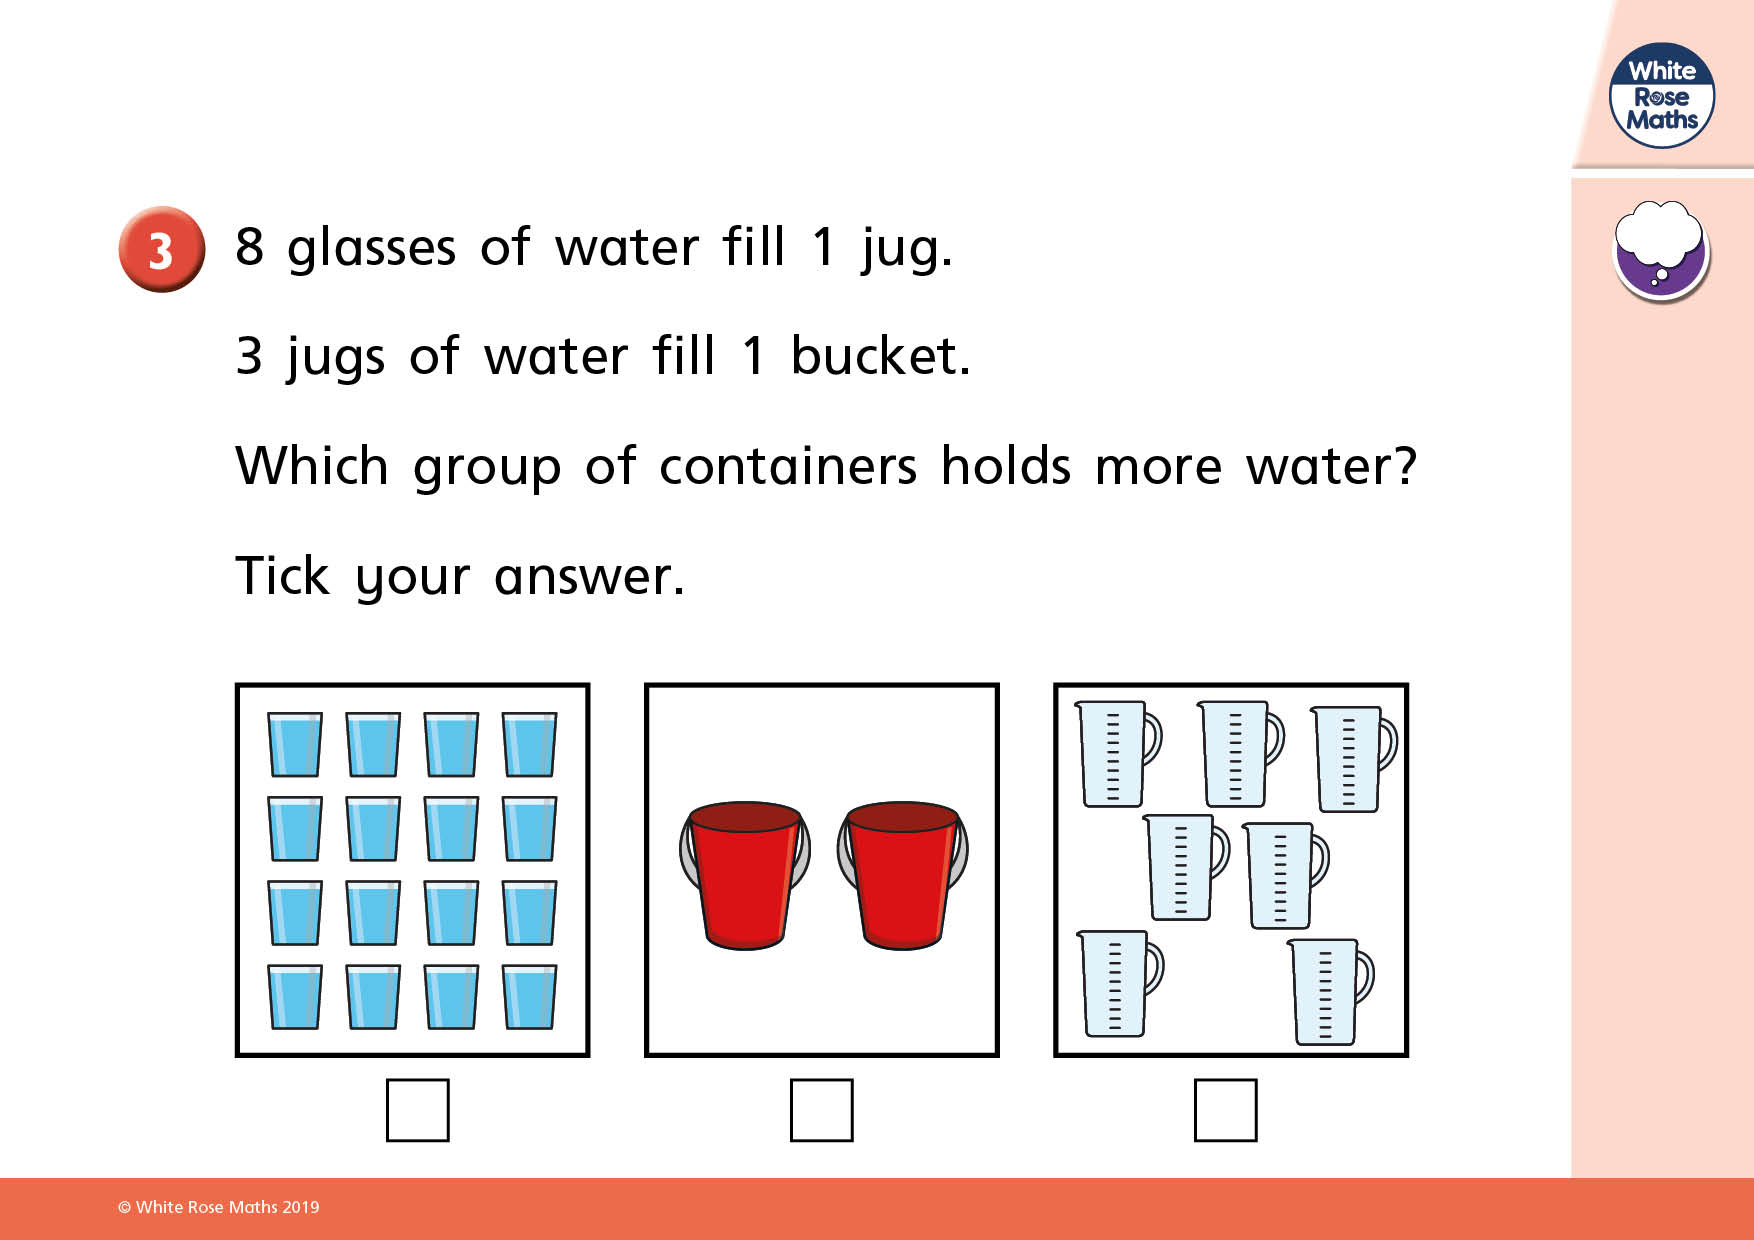 White
Rose
Maths
3
8 glasses of water fill 1 jug.
3 jugs of water fill 1 bucket.
Which group of containers holds more water?
Tick your answer.
© White Rose Maths 2019